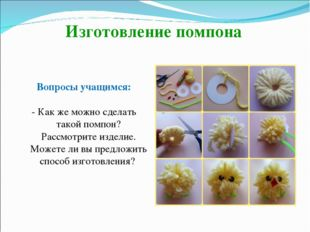 Изготовление помпона
Вопросы учащимся:
- Как же можно сделать
такой помпон?
Рассмотрите изделие.
Можете ли вы предложить
способ изготовления?